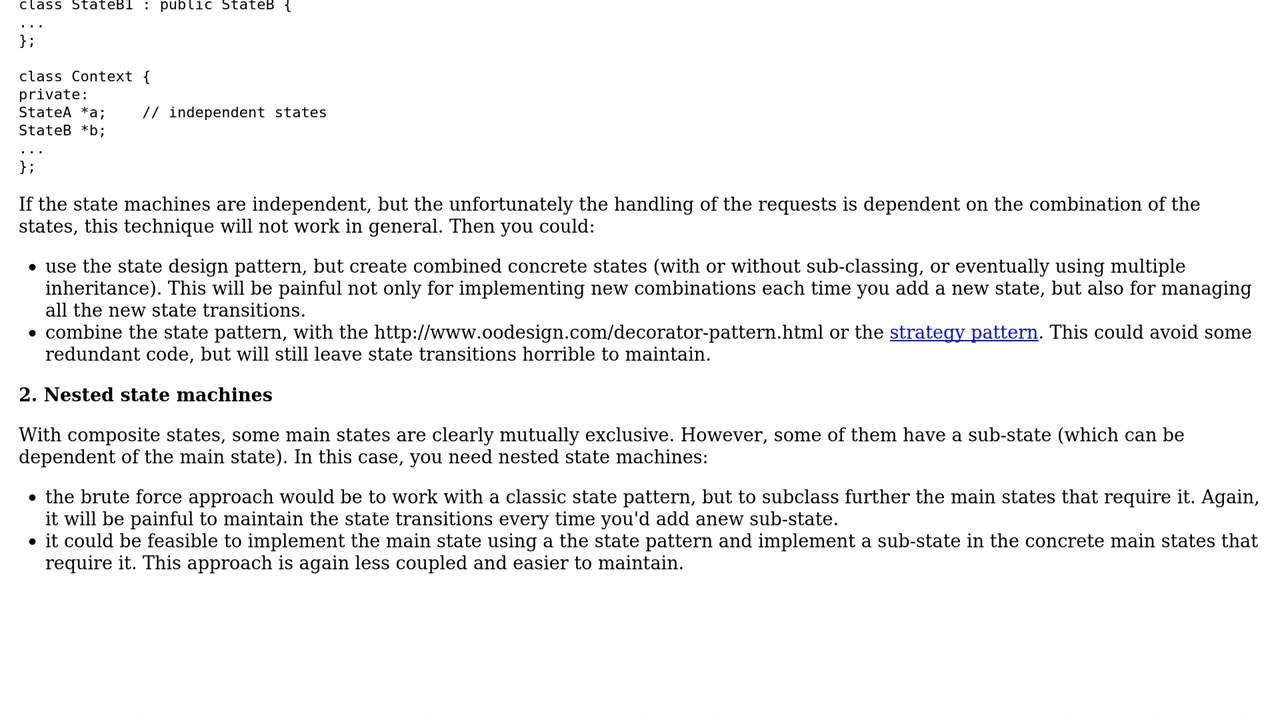 class StateB1 : public StateB {
...
};
class Context {
private:
StateA *a;    // independent states
StateB *b;
...
};
If the state machines are independent, but the unfortunately the handling of the requests is dependent on the combination of the
states, this technique will not work in general. Then you could:
• use the state design pattern, but create combined concrete states (with or without sub-classing, or eventually using multiple
inheritance). This will be painful not only for implementing new combinations each time you add a new state, but also for managing
all the new state transitions.
• combine the state pattern, with the http://www.oodesign.com/decorator-pattern.html or the strategy pattern. This could avoid some
redundant code, but will still leave state transitions horrible to maintain.
2. Nested state machines
With composite states, some main states are clearly mutually exclusive. However, some of them have a sub-state (which can be
dependent of the main state). In this case, you need nested state machines:
• the brute force approach would be to work with a classic state pattern, but to subclass further the main states that require it. Again,
it will be painful to maintain the state transitions every time you'd add anew sub-state.
• it could be feasible to implement the main state using a the state pattern and implement a sub-state in the concrete main states that
require it. This approach is again less coupled and easier to maintain.